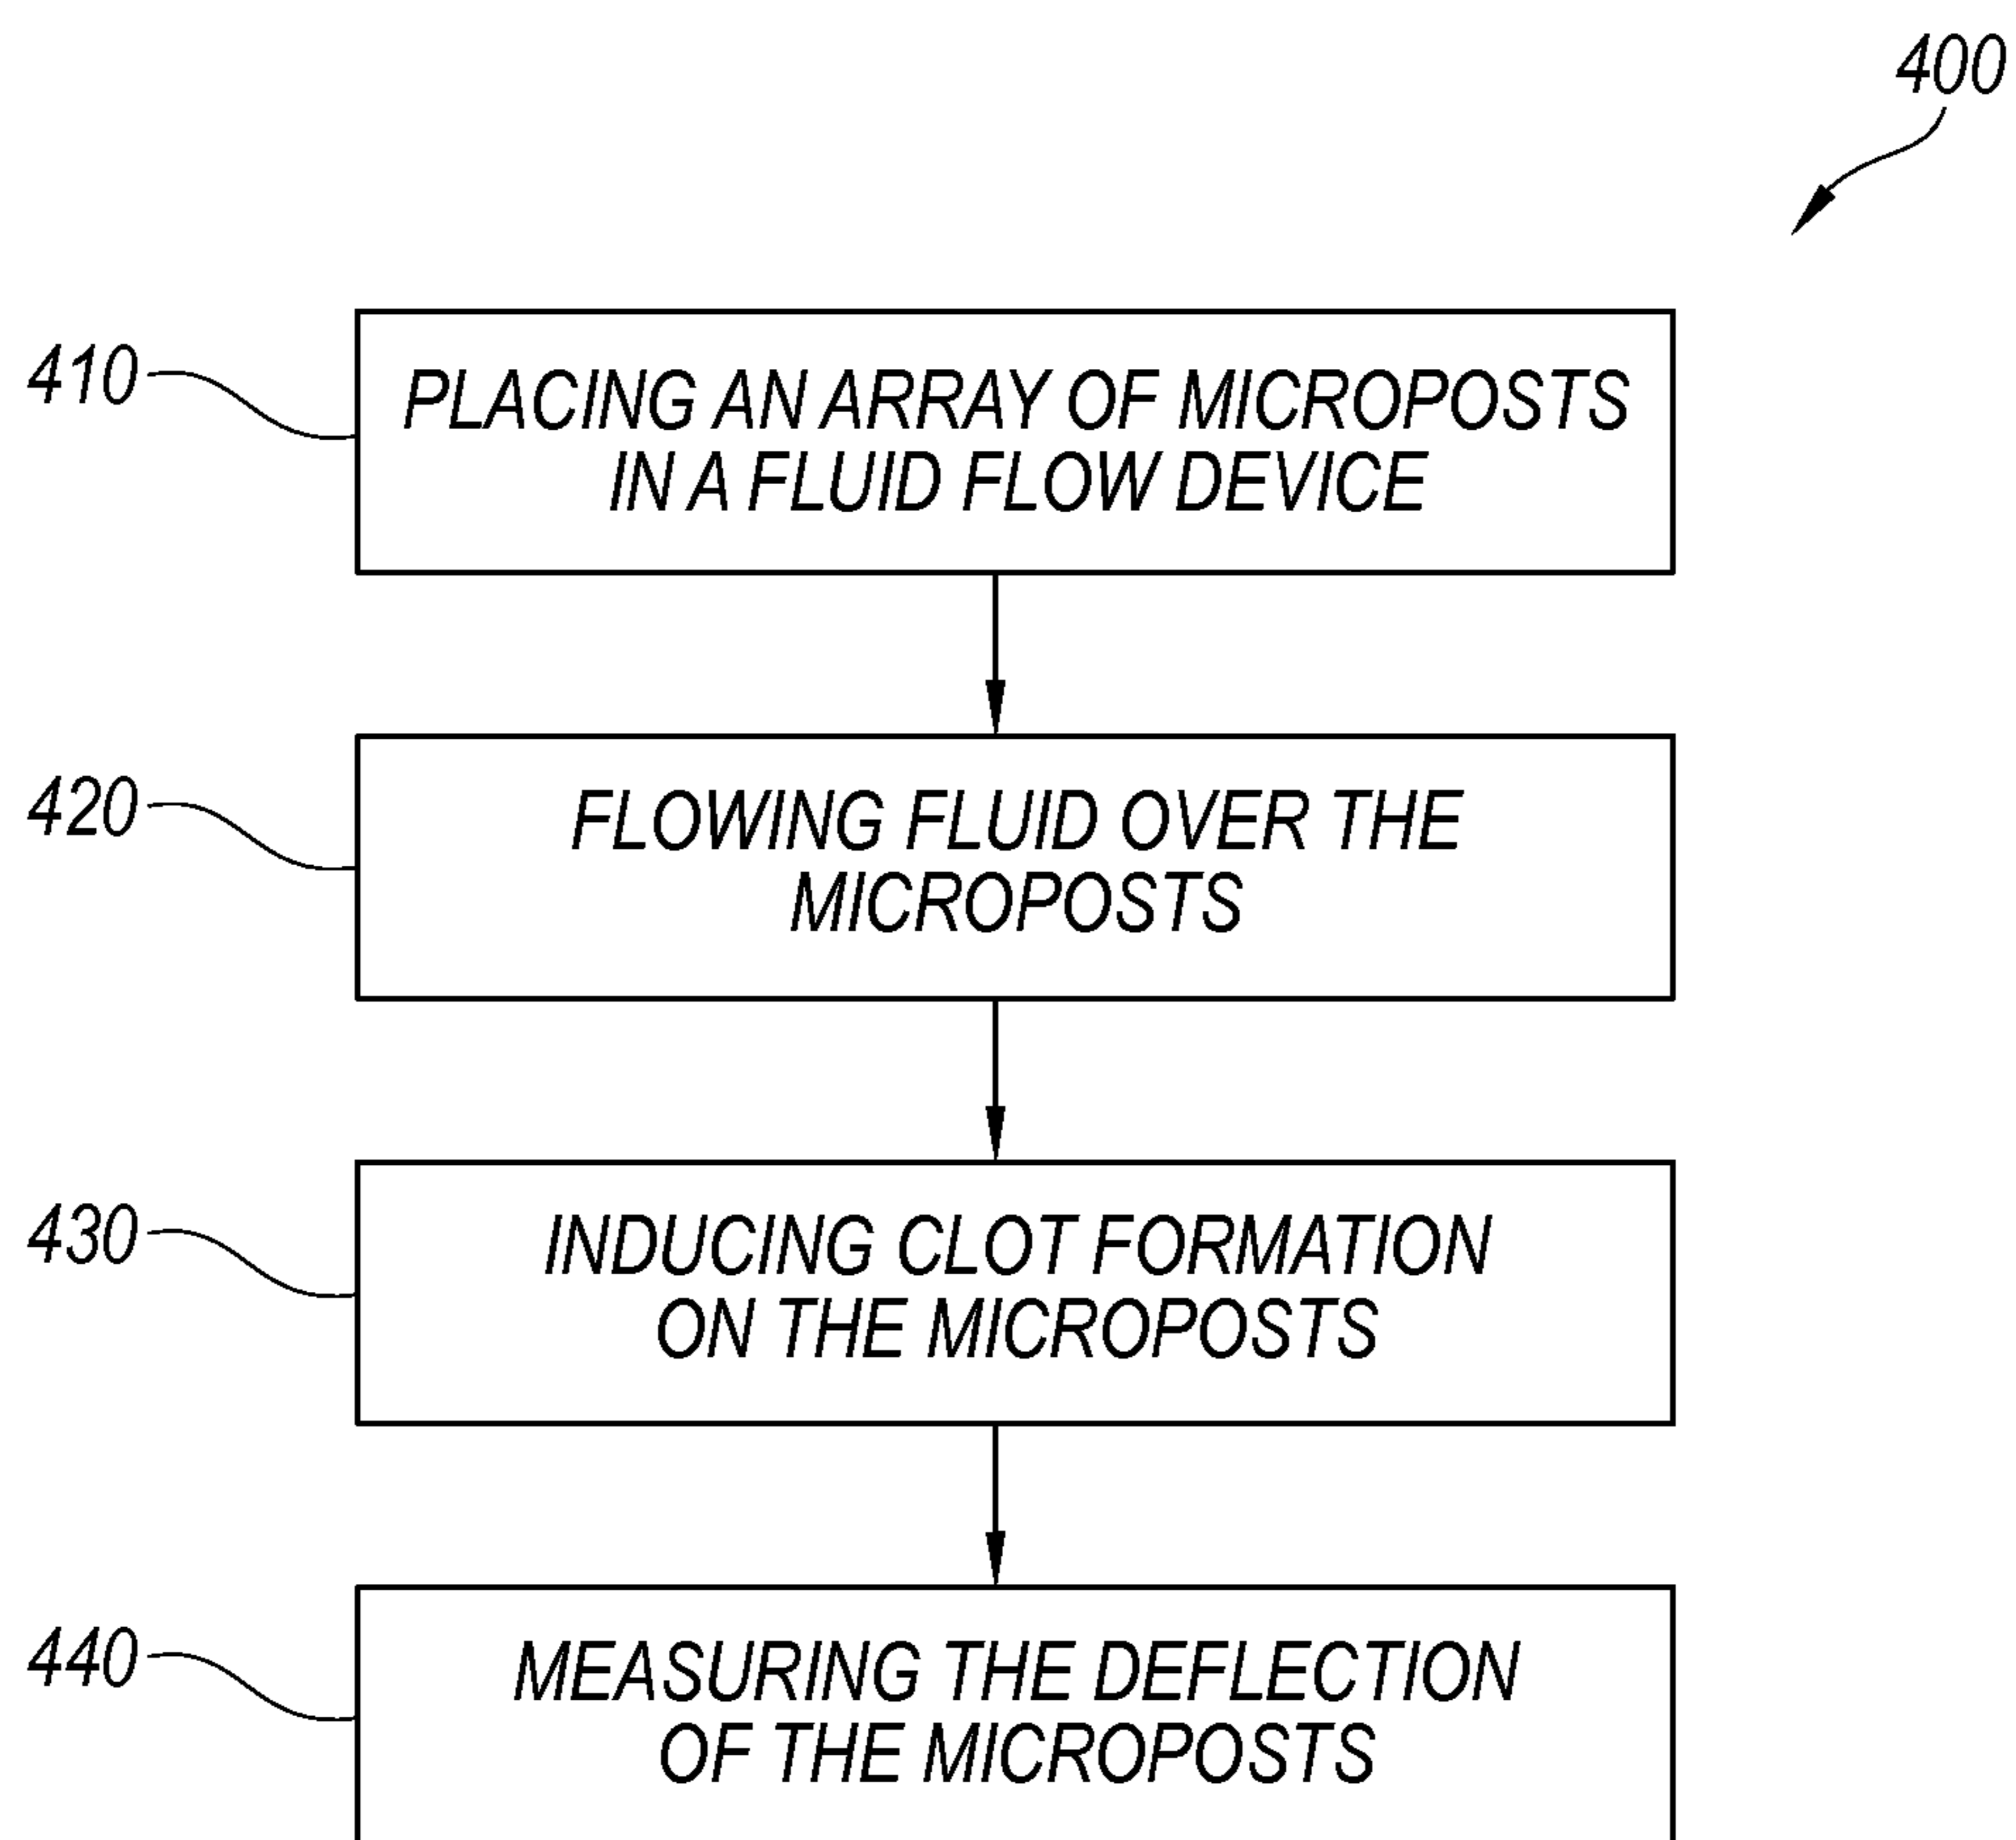 400
410
PLACING AN ARRAY OF MICROPOSTS
IN A FLUID FLOW DEVICE
420
FLOWING FLUID OVER THE
MICROPOSTS
430
INDUCING CLOT FORMATION
ON THE MICROPOSTS
440
MEASURING THE DEFLECTION
OF THE MICROPOSTS